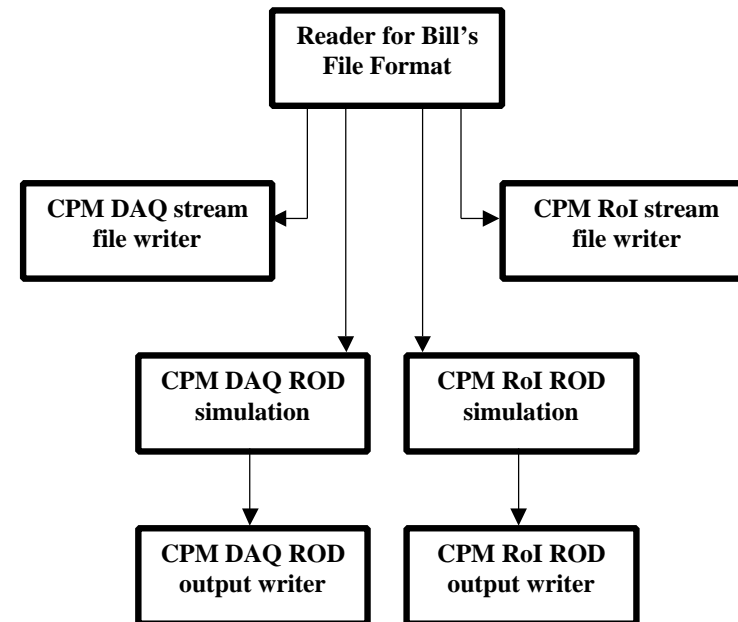 Reader for Bill's
File Format
CPM DAQ stream
file writer
CPM RoI stream
file writer
CPM DAQ ROD
simulation
CPM RoI ROD
simulation
CPM DAQ ROD
output writer
CPM RoI ROD
output writer